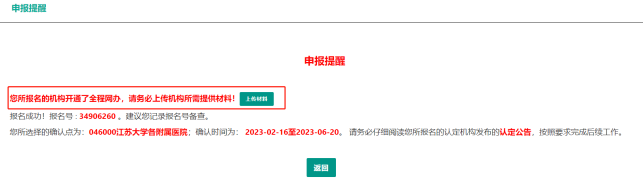 申报提醒
申报提醒
您所报名的机构开通了全程网办，请务必上传机构所需提供材料！ 上传材料
报名成功！报名号：34906260 。建议您记录报名号备查。
您所选择的确认点为：046000江苏大学各附属医院；确认时间为： 2023-02-16至2023-06-20。 请务必仔细阅读您所报名的认定机构发布的认定公告，按照要求完成后续工作。
返回